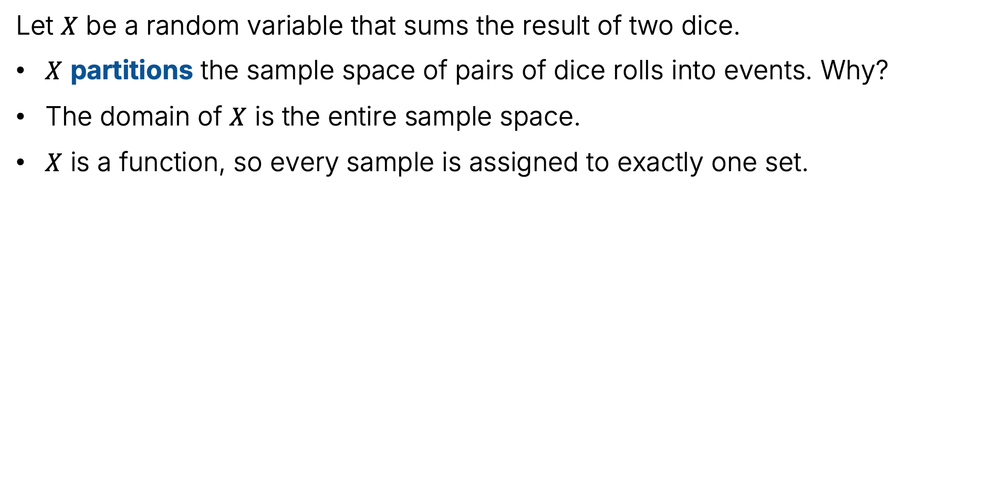 Let X be a random variable that sums the result of two dice.
• X partitions the sample space of pairs of dice rolls into events. Why?
• The domain of X is the entire sample space.
• X is a function, so every sample is assigned to exactly one set.